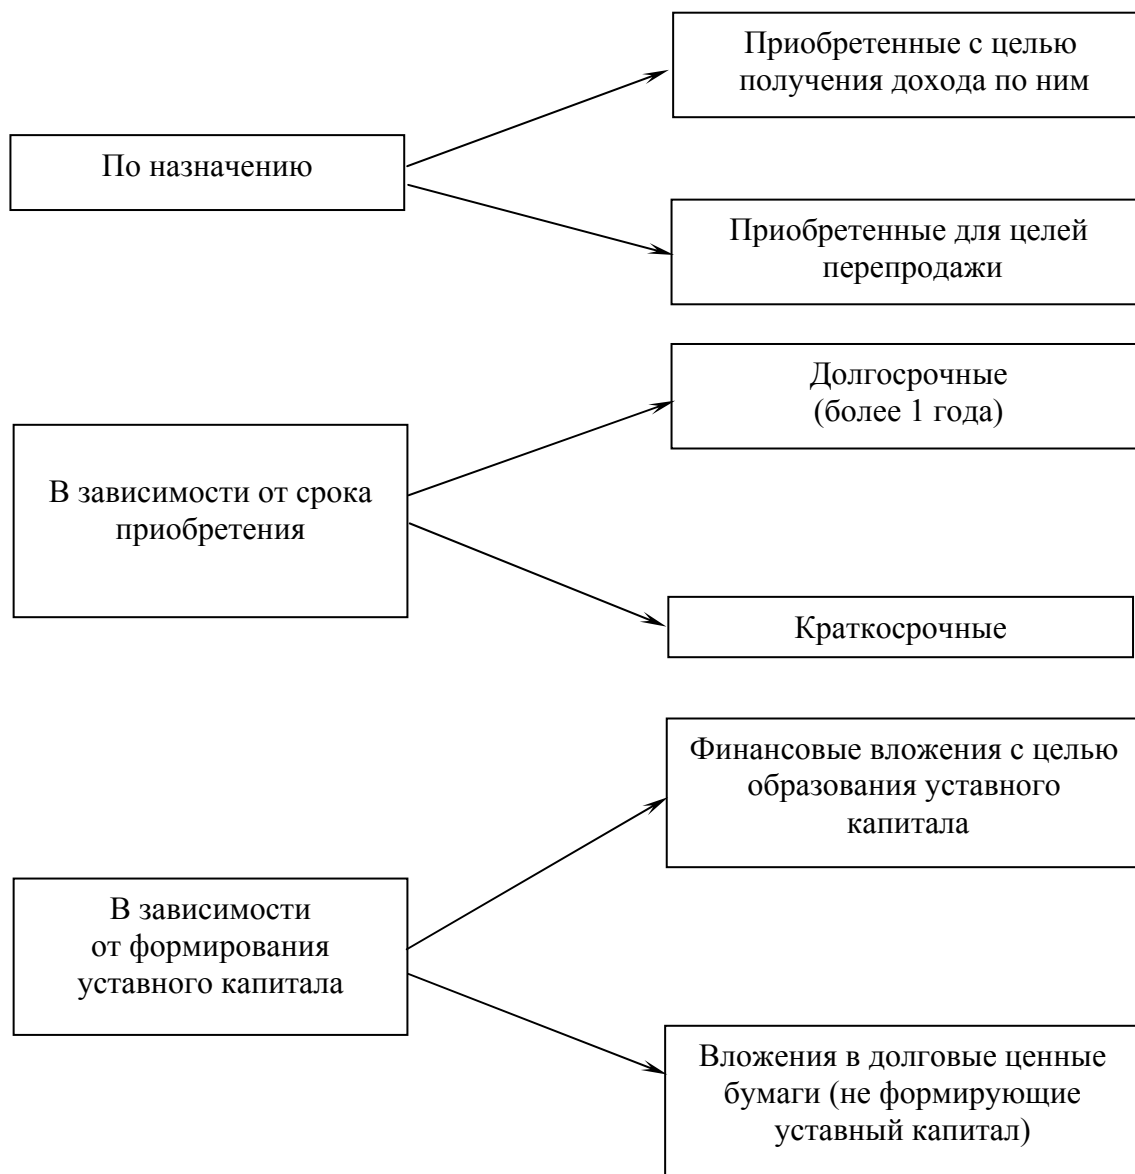 Приобретенные с целью
получения дохода по ним
По назначению
Приобретенные для целей
перепродажи
Долгосрочные
(более 1 года)
В зависимости от срока
приобретения
Краткосрочные
Финансовые вложения с целью
образования уставного
капитала
В зависимости
от формирования
уставного капитала
Вложения в долговые ценные
бумаги (не формирующие
уставный капитал)